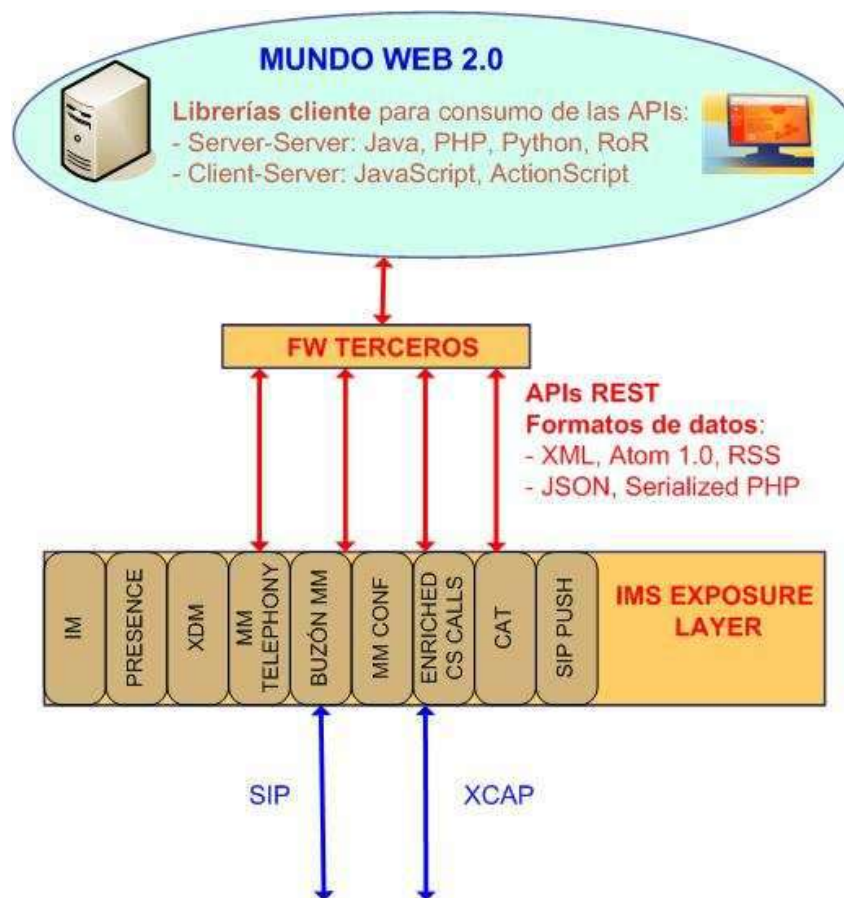 MUNDO WEB 2.0
Librerías cliente para consumo de las APIs:
- Server-Server: Java, PHP, Python, RoR
- Client-Server: JavaScript, ActionScript
FW TERCEROS
APIs REST
Formatos de datos:
- XML, Atom 1.0, RSS
- JSON, Serialized PHP
IM
PRESENCE
XDM
MM
TELEPHONY
BUZÓN MM
MM CONF
ENRICHED
CS CALLS
CAT
SIP PUSH
IMS EXPOSURE
LAYER
SIP
XCAP